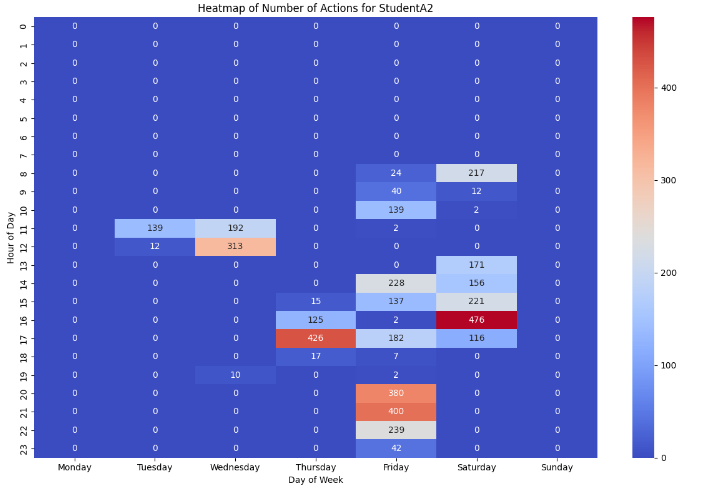 Heatmap of Number of Actions for StudentA2
0 0 0 0 0 0 0 0
1 0 0 0 0 0 0 0
2 0 0 0 0 0 0 0
3 0 0 0 0 0 0 0
4 0 0 0 0 0 0 0
5 0 0 0 0 0 0 0
6 0 0 0 0 0 0 0
7 0 0 0 0 0 0 0
8 0 0 0 0 24 217 0
9 0 0 0 0 40 12 0
10 0 0 0 0 139 2 0
11 139 192 0 2 0 0
12 0 12 313 0 0 0 0
13 0 0 0 0 0 171 0
14 0 0 0 0 228 156 0
15 0 0 0 15 137 221 0
16 0 0 0 125 2 476 0
17 0 0 0 426 182 116 0
18 0 0 0 17 7 0 0
19 0 0 10 0 2 0 0
20 0 0 0 0 380 0 0
21 0 0 0 0 400 0 0
22 0 0 0 0 239 0 0
23 0 0 0 0 42 0 0
Monday Tuesday Wednesday Thursday Friday Saturday Sunday
Day of Week
Hour of Day
400
300
200
100
0